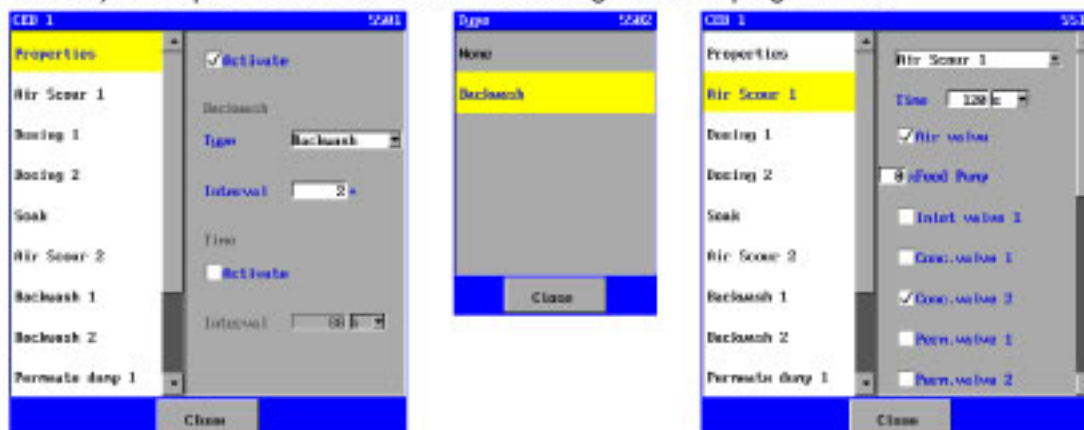 CEB 1 5501
Properties
Air Scour 1
Dosing 1
Dosing 2
Soak
Air Scour 2
Backwash 1
Backwash 2
Permeate dump 1
Activate
Backwash
Type Backwash
Interval 2
Time
Activate
Interval
Close
Type 5502
None
Backwash
Close
CEB 1
Properties
Air Scour 1
Dosing 1
Dosing 2
Soak
Air Scour 2
Backwash 1
Backwash 2
Permeate dump 1
Air Scour 1
Time 120 s
Air valve
0 Feed Pump
Inlet valve 1
Conc.valve 1
Conc.valve 2
Perm.valve 1
Perm.valve 2
Close